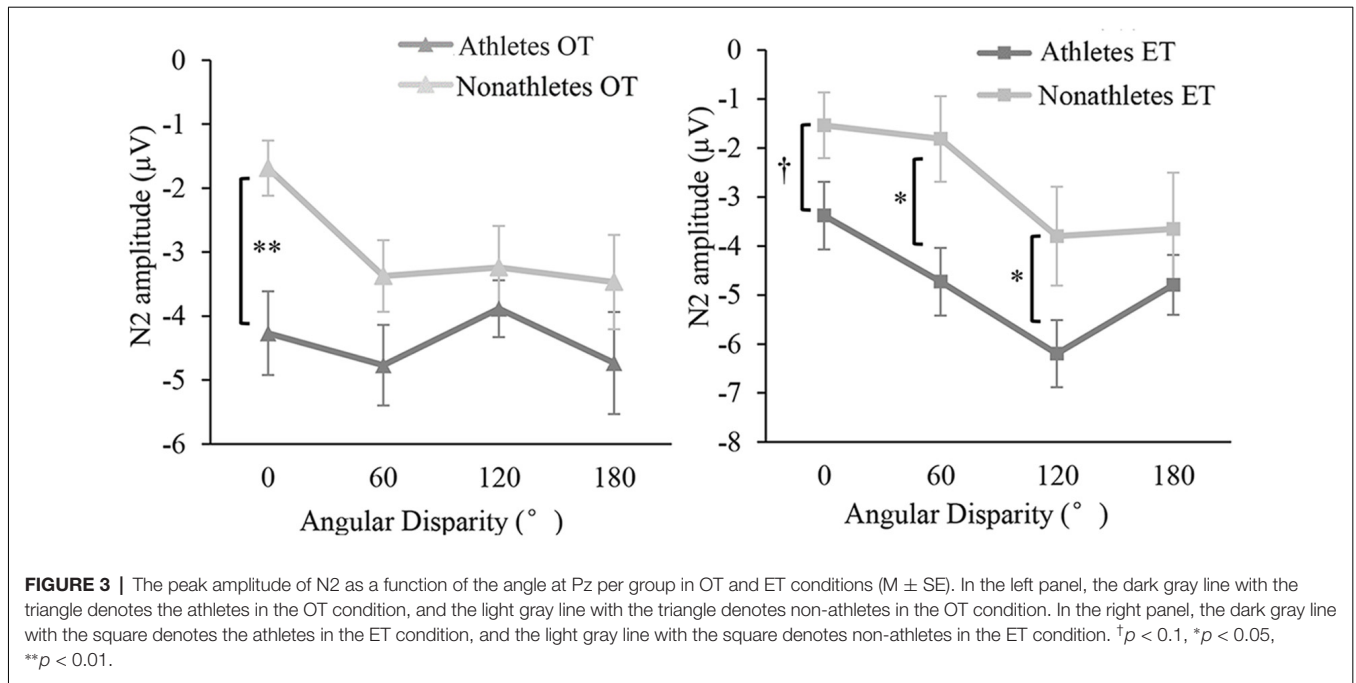 Athletes OT
Nonathletes OT
N2 amplitude (μV)
0
-1
-2
-3
-4
-5
-6
**
0 60 120 180
Angular Disparity (°)
Athletes ET
Nonathletes ET
N2 amplitude (μV)
0
-1
-2
-3
-4
-5
-6
-7
-8
†
*
*
0 60 120 180
Angular Disparity (°)
FIGURE 3 | The peak amplitude of N2 as a function of the angle at Pz per group in OT and ET conditions (M ± SE). In the left panel, the dark gray line with the
triangle denotes the athletes in the OT condition, and the light gray line with the triangle denotes non-athletes in the OT condition. In the right panel, the dark gray line
with the square denotes the athletes in the ET condition, and the light gray line with the square denotes non-athletes in the ET condition. †p < 0.1, *p < 0.05,
**p < 0.01.